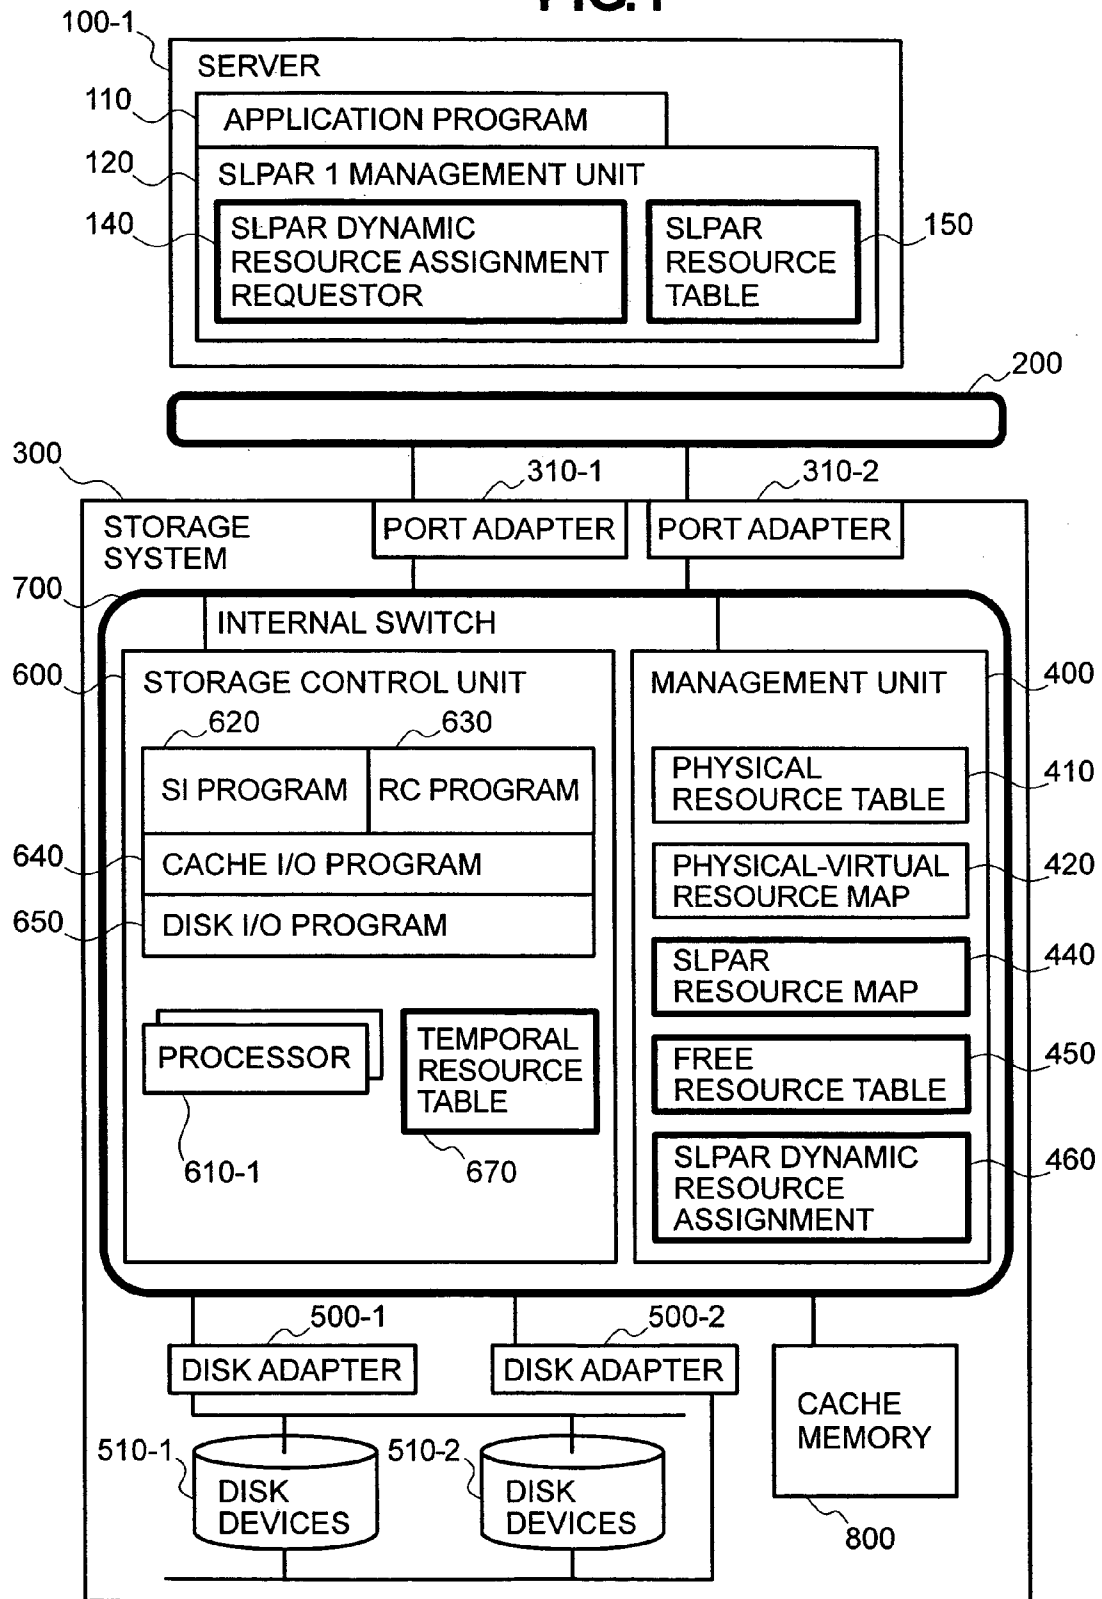 FIG.1
100-1
SERVER
110
APPLICATION PROGRAM
120
SLPAR 1 MANAGEMENT UNIT
140
SLPAR DYNAMIC
RESOURCE ASSIGNMENT
REQUESTOR
SLPAR
RESOURCE
TABLE
150
200
300
310-1
310-2
STORAGE
SYSTEM
PORT ADAPTER
PORT ADAPTER
700
INTERNAL SWITCH
600
STORAGE CONTROL UNIT
MANAGEMENT UNIT
400
620
630
SI PROGRAM
RC PROGRAM
PHYSICAL
RESOURCE TABLE
410
640
CACHE I/O PROGRAM
PHYSICAL-VIRTUAL
RESOURCE MAP
420
650
DISK I/O PROGRAM
SLPAR
RESOURCE MAP
440
PROCESSOR
TEMPORAL
RESOURCE
TABLE
FREE
RESOURCE TABLE
450
610-1
670
SLPAR DYNAMIC
RESOURCE
ASSIGNMENT
460
500-1
500-2
DISK ADAPTER
DISK ADAPTER
CACHE
MEMORY
510-1
DISK
DEVICES
510-2
DISK
DEVICES
800